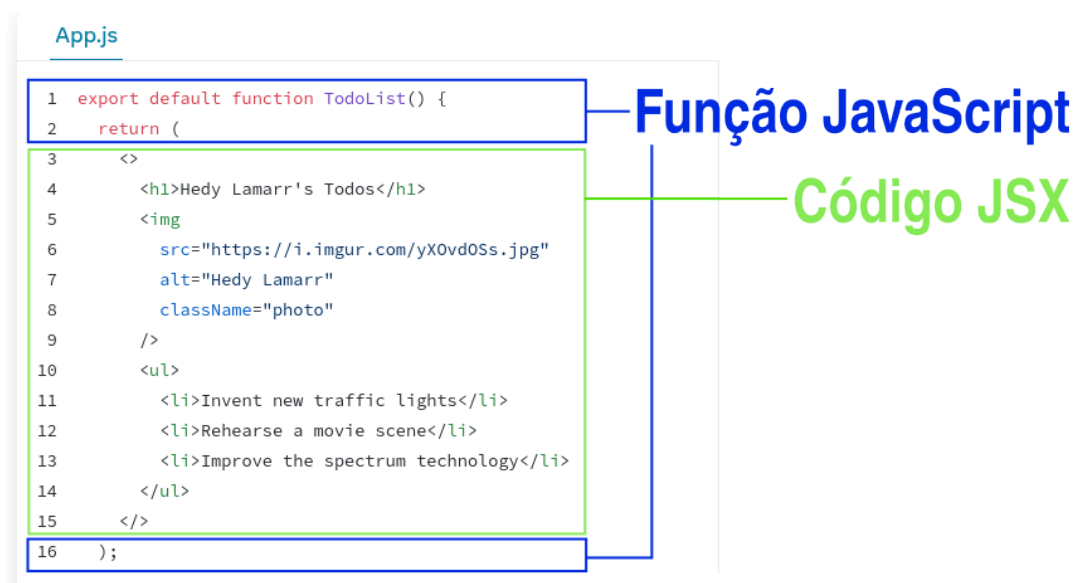 App.js
1 export default function TodoList() {
2 return (
3 <>
4 <h1>Hedy Lamarr's Todos</h1>
5 <img
6 src="https://i.imgur.com/yXOvdOSs.jpg"
7 alt="Hedy Lamarr"
8 className="photo"
9 />
10 <ul>
11 <li>Invent new traffic lights</li>
12 <li>Rehearse a movie scene</li>
13 <li>Improve the spectrum technology</li>
14 </ul>
15 </>
16 );
Função JavaScript
Código JSX